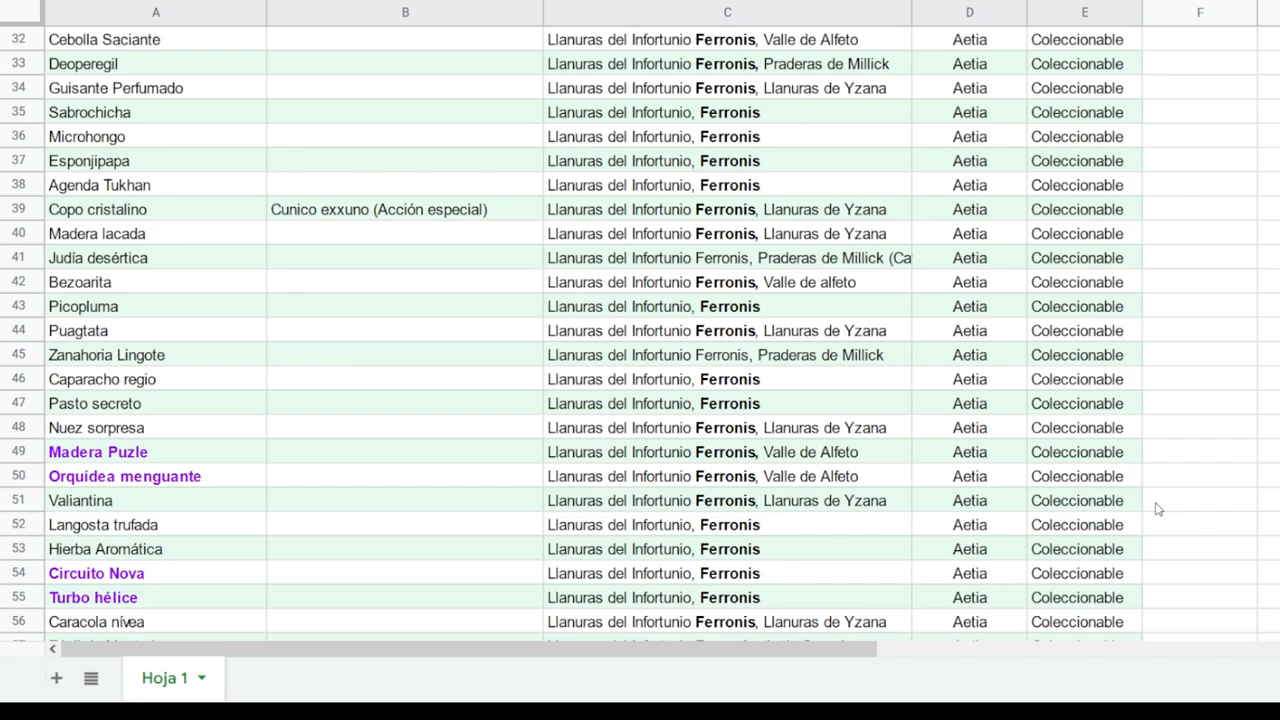 A B C D E F
32 Cebolla Saciante Llanuras del Infortunio Ferronis, Valle de Alfeto Aetia Coleccionable
33 Deoperegil Llanuras del Infortunio Ferronis, Praderas de Millick Aetia Coleccionable
34 Guisante Perfumado Llanuras del Infortunio Ferronis, Llanuras de Yzana Aetia Coleccionable
35 Sabrochicha Llanuras del Infortunio, Ferronis Aetia Coleccionable
36 Microhongo Llanuras del Infortunio, Ferronis Aetia Coleccionable
37 Esponjipapa Llanuras del Infortunio, Ferronis Aetia Coleccionable
38 Agenda Tukhan Llanuras del Infortunio, Ferronis Aetia Coleccionable
39 Copo cristalino Cunico exxuno (Acción especial) Llanuras del Infortunio Ferronis, Llanuras de Yzana Aetia Coleccionable
40 Madera lacada Llanuras del Infortunio Ferronis, Llanuras de Yzana Aetia Coleccionable
41 Judía desértica Llanuras del Infortunio Ferronis, Praderas de Millick (Ca Aetia Coleccionable
42 Bezoarita Llanuras del Infortunio Ferronis, Valle de alfeto Aetia Coleccionable
43 Picopluma Llanuras del Infortunio, Ferronis Aetia Coleccionable
44 Puagtata Llanuras del Infortunio Ferronis, Llanuras de Yzana Aetia Coleccionable
45 Zanahoria Lingote Llanuras del Infortunio Ferronis, Praderas de Millick Aetia Coleccionable
46 Caparacho regio Llanuras del Infortunio, Ferronis Aetia Coleccionable
47 Pasto secreto Llanuras del Infortunio, Ferronis Aetia Coleccionable
48 Nuez sorpresa Llanuras del Infortunio Ferronis, Llanuras de Yzana Aetia Coleccionable
49 Madera Puzle Llanuras del Infortunio Ferronis, Valle de Alfeto Aetia Coleccionable
50 Orquídea menguante Llanuras del Infortunio Ferronis, Valle de Alfeto Aetia Coleccionable
51 Valiantina Llanuras del Infortunio Ferronis, Llanuras de Yzana Aetia Coleccionable
52 Langosta trufada Llanuras del Infortunio, Ferronis Aetia Coleccionable
53 Hierba Aromática Llanuras del Infortunio, Ferronis Aetia Coleccionable
54 Circuito Nova Llanuras del Infortunio, Ferronis Aetia Coleccionable
55 Turbo hélice Llanuras del Infortunio, Ferronis Aetia Coleccionable
56 Caracola nívea Llanuras del Infortunio Ferronis, Llanuras de Yzana Aetia Coleccionable
Hoja 1